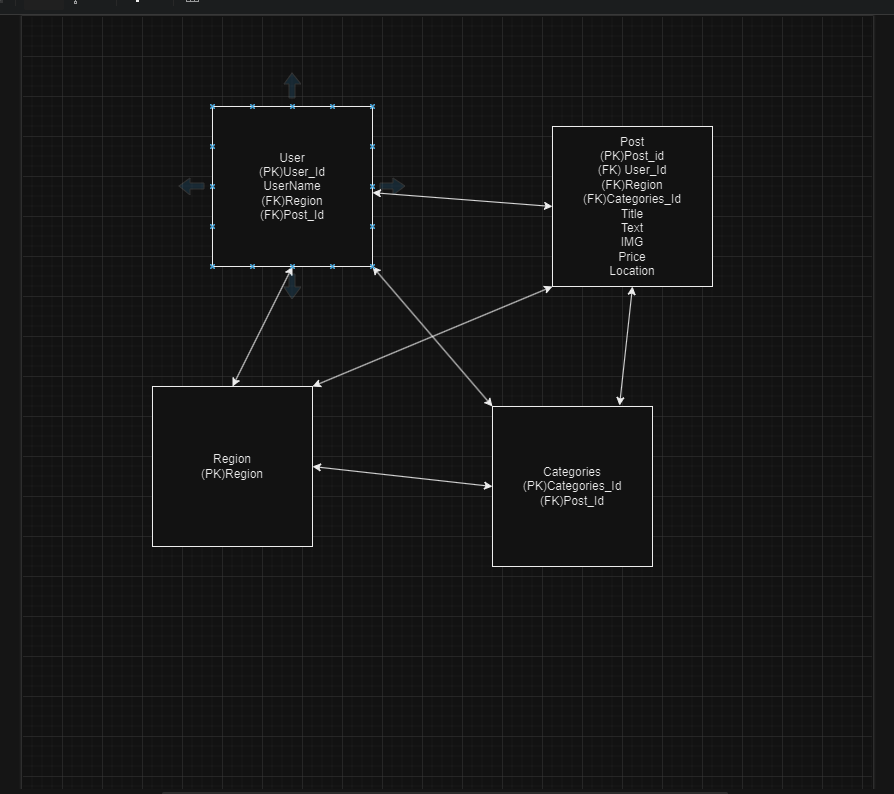 User
(PK)User_Id
UserName
(FK)Region
(FK)Post_Id
Post
(PK)Post_id
(FK) User_Id
(FK)Region
(FK)Categories_Id
Title
Text
IMG
Price
Location
Region
(PK)Region
Categories
(PK)Categories_Id
(FK)Post_Id